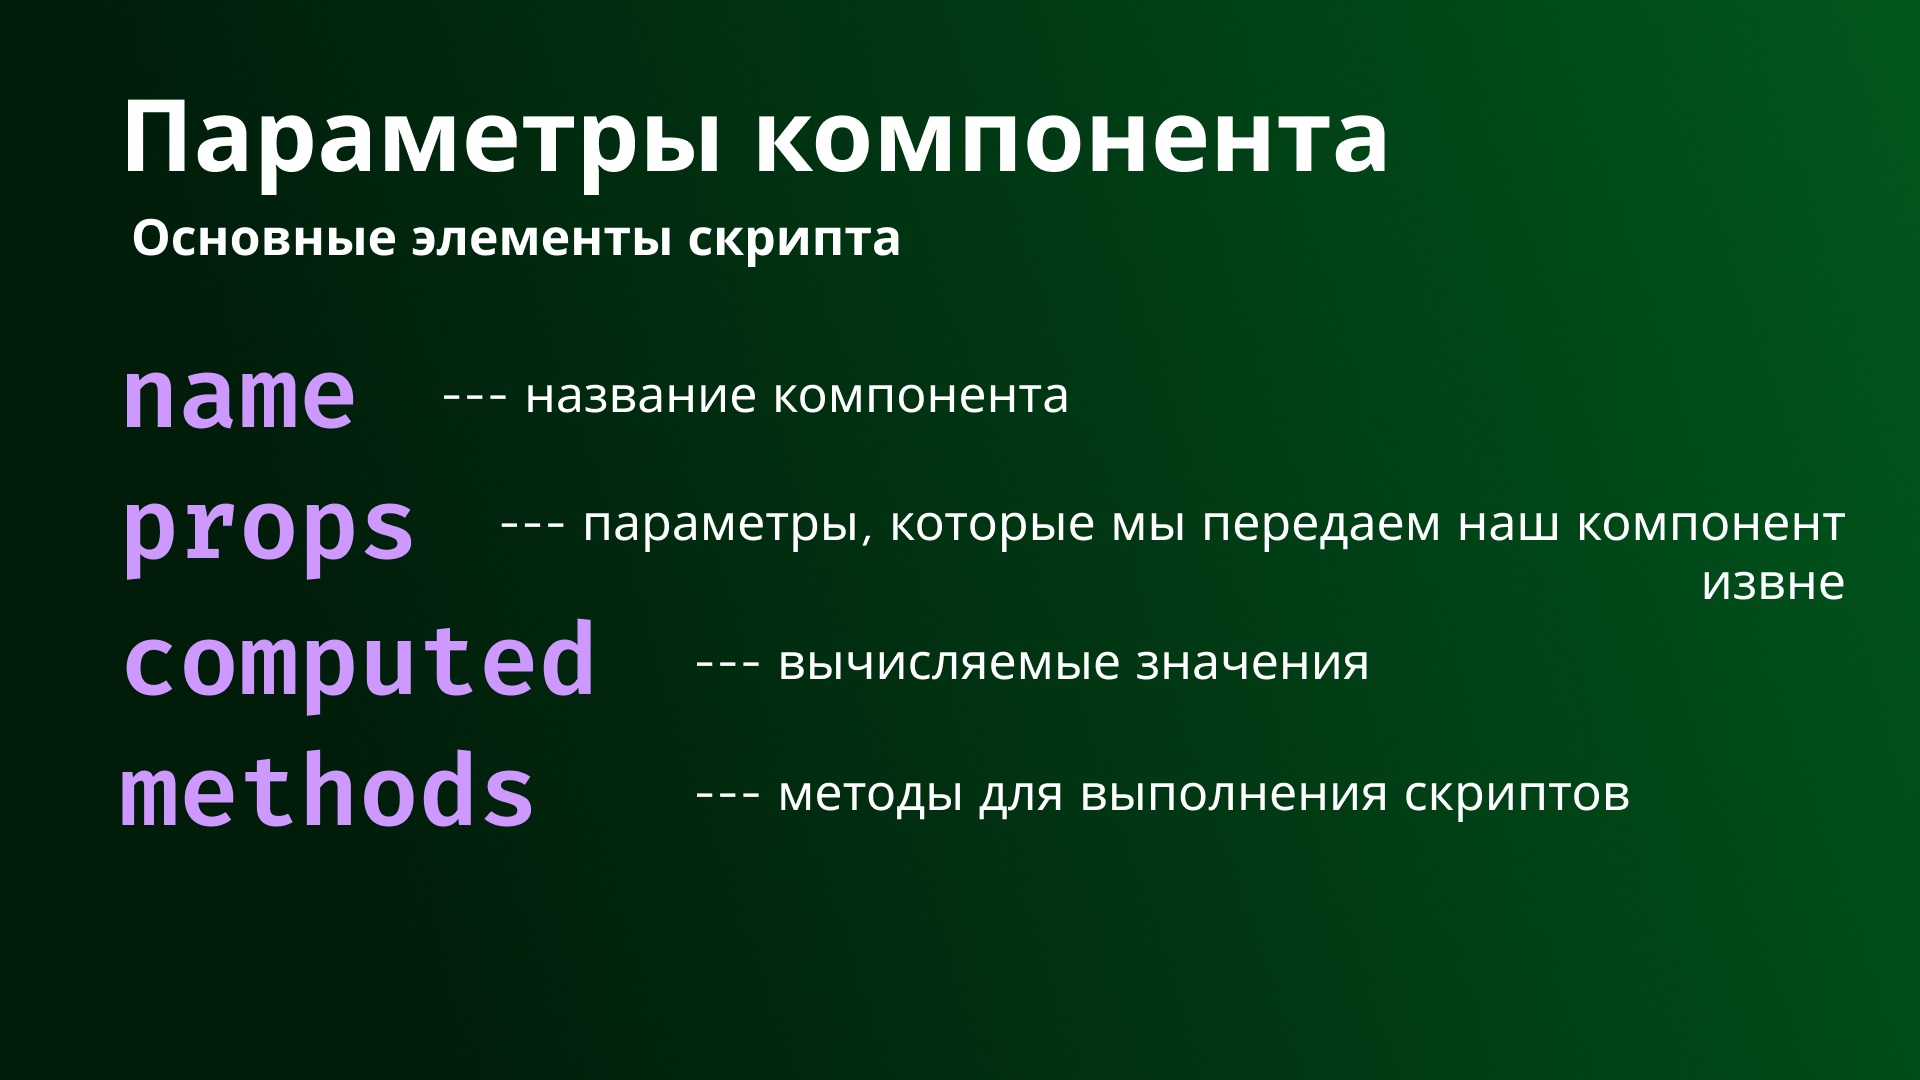 Параметры компонента
Основные элементы скрипта
name --- название компонента
props --- параметры, которые мы передаем наш компонент
извне
computed --- вычисляемые значения
methods --- методы для выполнения скриптов